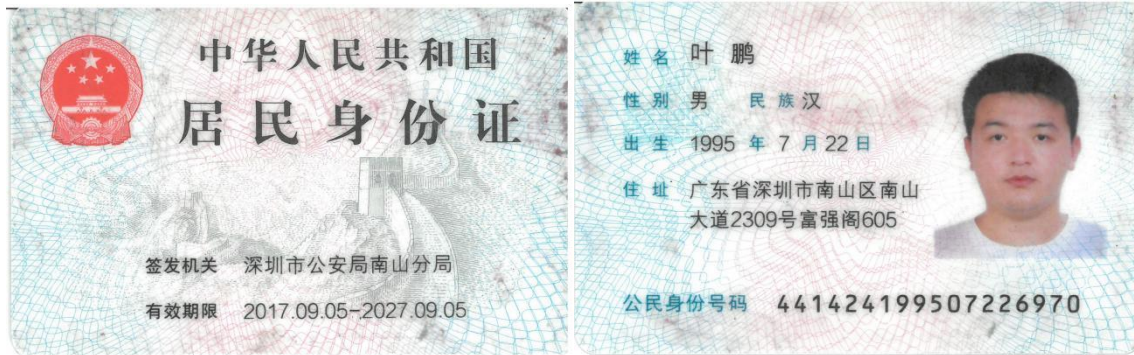 中华人民共和国
居民身份证
签发机关 深圳市公安局南山分局
有效期限 2017.09.05-2027.09.05
姓名 叶鹏
性别 男 民族 汉
出生 1995 年 7 月 22 日
住址 广东省深圳市南山区南山
大道2309号富强阁605
公民身份号码 441424199507226970